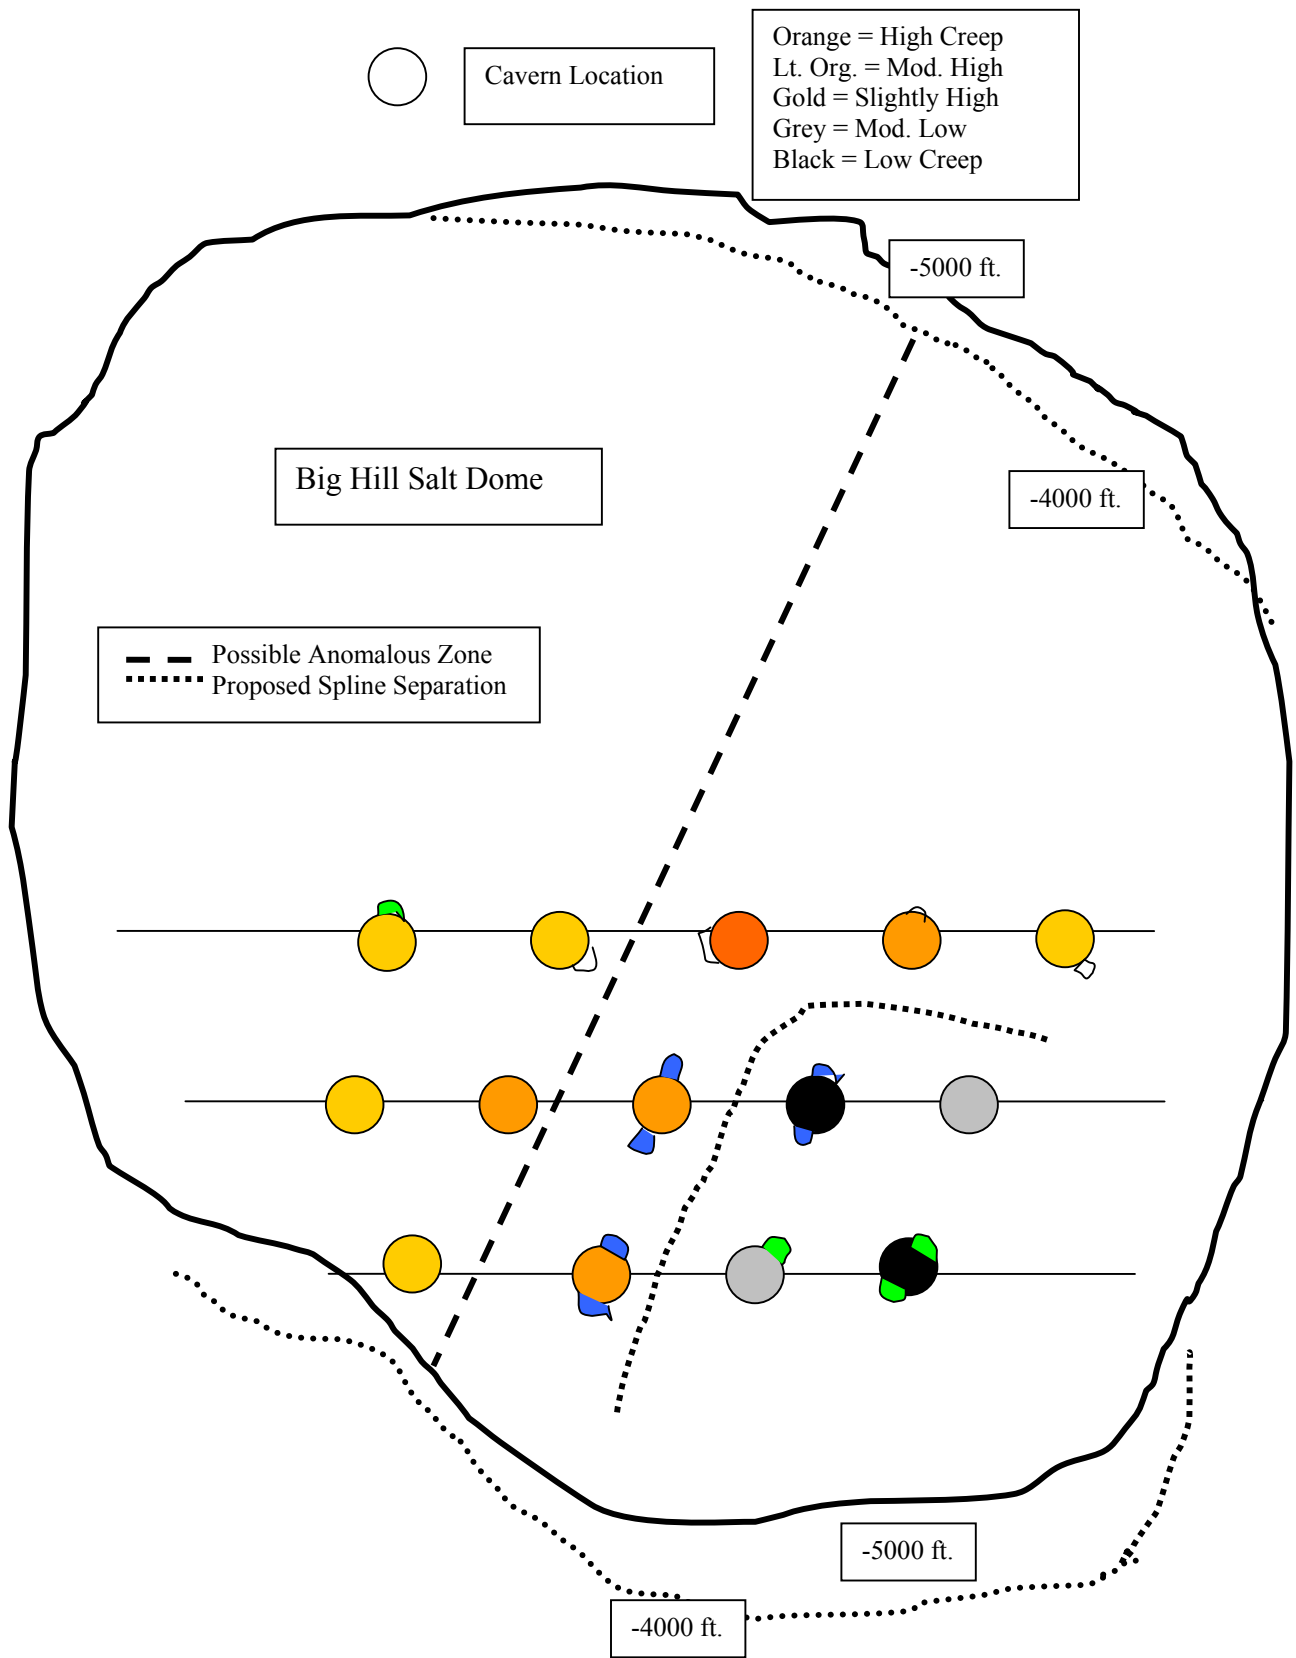 Cavern Location
Orange = High Creep
Lt. Org. = Mod. High
Gold = Slightly High
Grey = Mod. Low
Black = Low Creep
-5000 ft.
Big Hill Salt Dome
-4000 ft.
Possible Anomalous Zone
Proposed Spline Separation
-5000 ft.
-4000 ft.